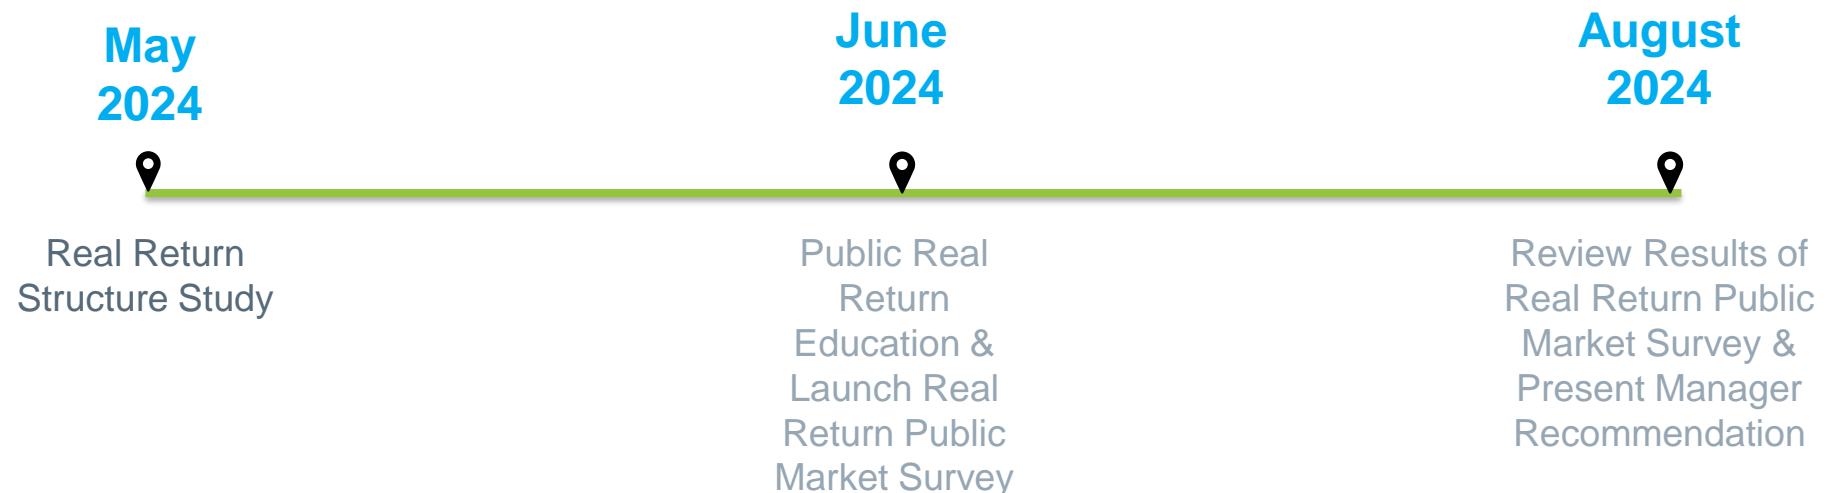 May
2024
Real Return
Structure Study
June
2024
Public Real
Return
Education &
Launch Real
Return Public
Market Survey
August
2024
Review Results of
Real Return Public
Market Survey &
Present Manager
Recommendation